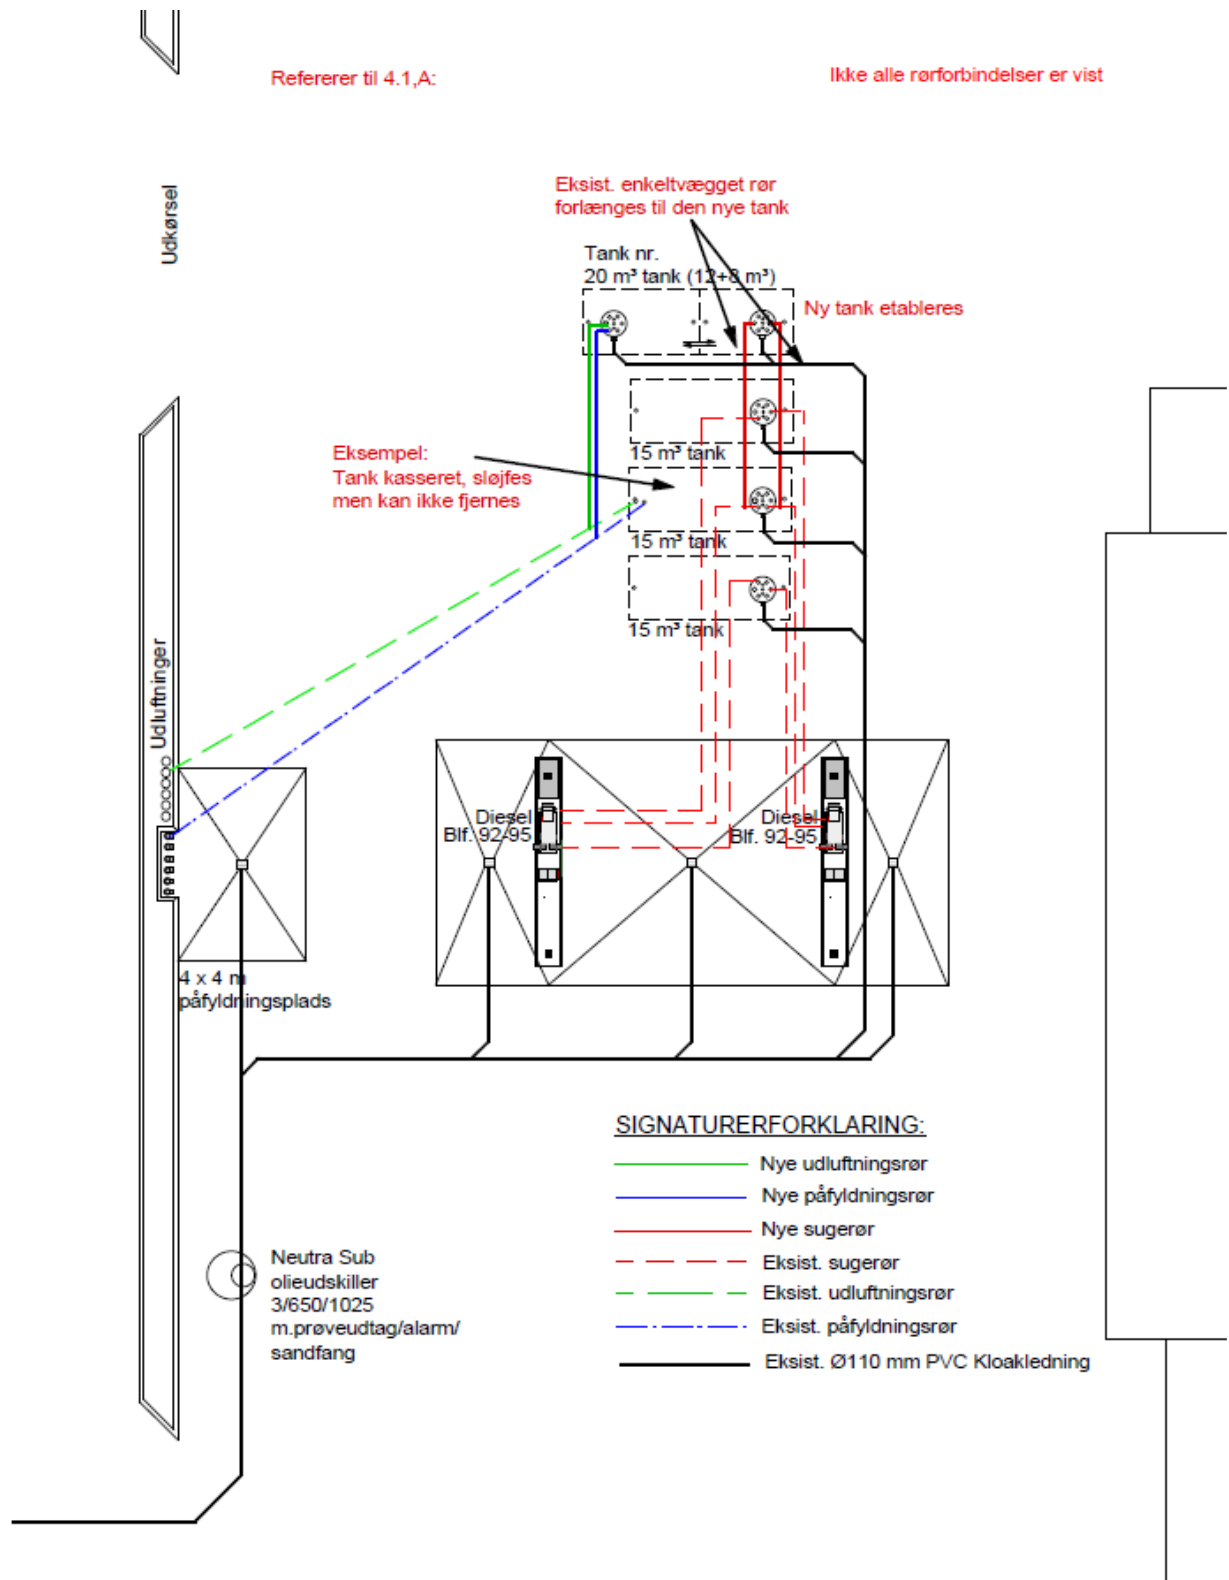 Refererer til 4.1,A:
Ikke alle rørforbindelser er vist
Udkørsel
Eksist. enkeltvægget rør
forlænges til den nye tank
Tank nr.
20 m³ tank (12+8 m³)
Ny tank etableres
15 m³ tank
Eksempel:
Tank kasseret, sløjfes
men kan ikke fjernes
15 m³ tank
15 m³ tank
Udluftninger
Diesel
Blf. 92-95
Diesel
Blf. 92-95
4 x 4 m
påfyldningsplads
SIGNATURERFORKLARING:
Nye udluftningsrør
Nye påfyldningsrør
Nye sugerør
Eksist. sugerør
Eksist. udluftningsrør
Eksist. påfyldningsrør
Eksist. Ø110 mm PVC Kloakledning
Neutra Sub
olieudskiller
3/650/1025
m.prøveudtag/alarm/
sandfang